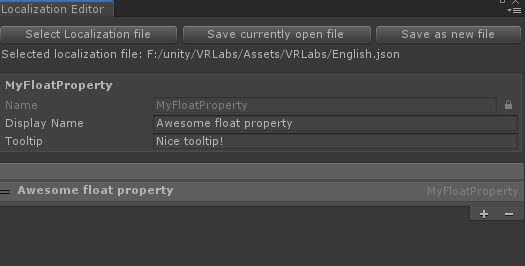 Localization Editor
Select Localization file Save currently open file Save as new file
Selected localization file: F:/unity/VRLabs/Assets/VRLabs/English.json
MyFloatProperty
Name MyFloatProperty
Display Name Awesome float property
Tooltip Nice tooltip!
Awesome float property MyFloatProperty